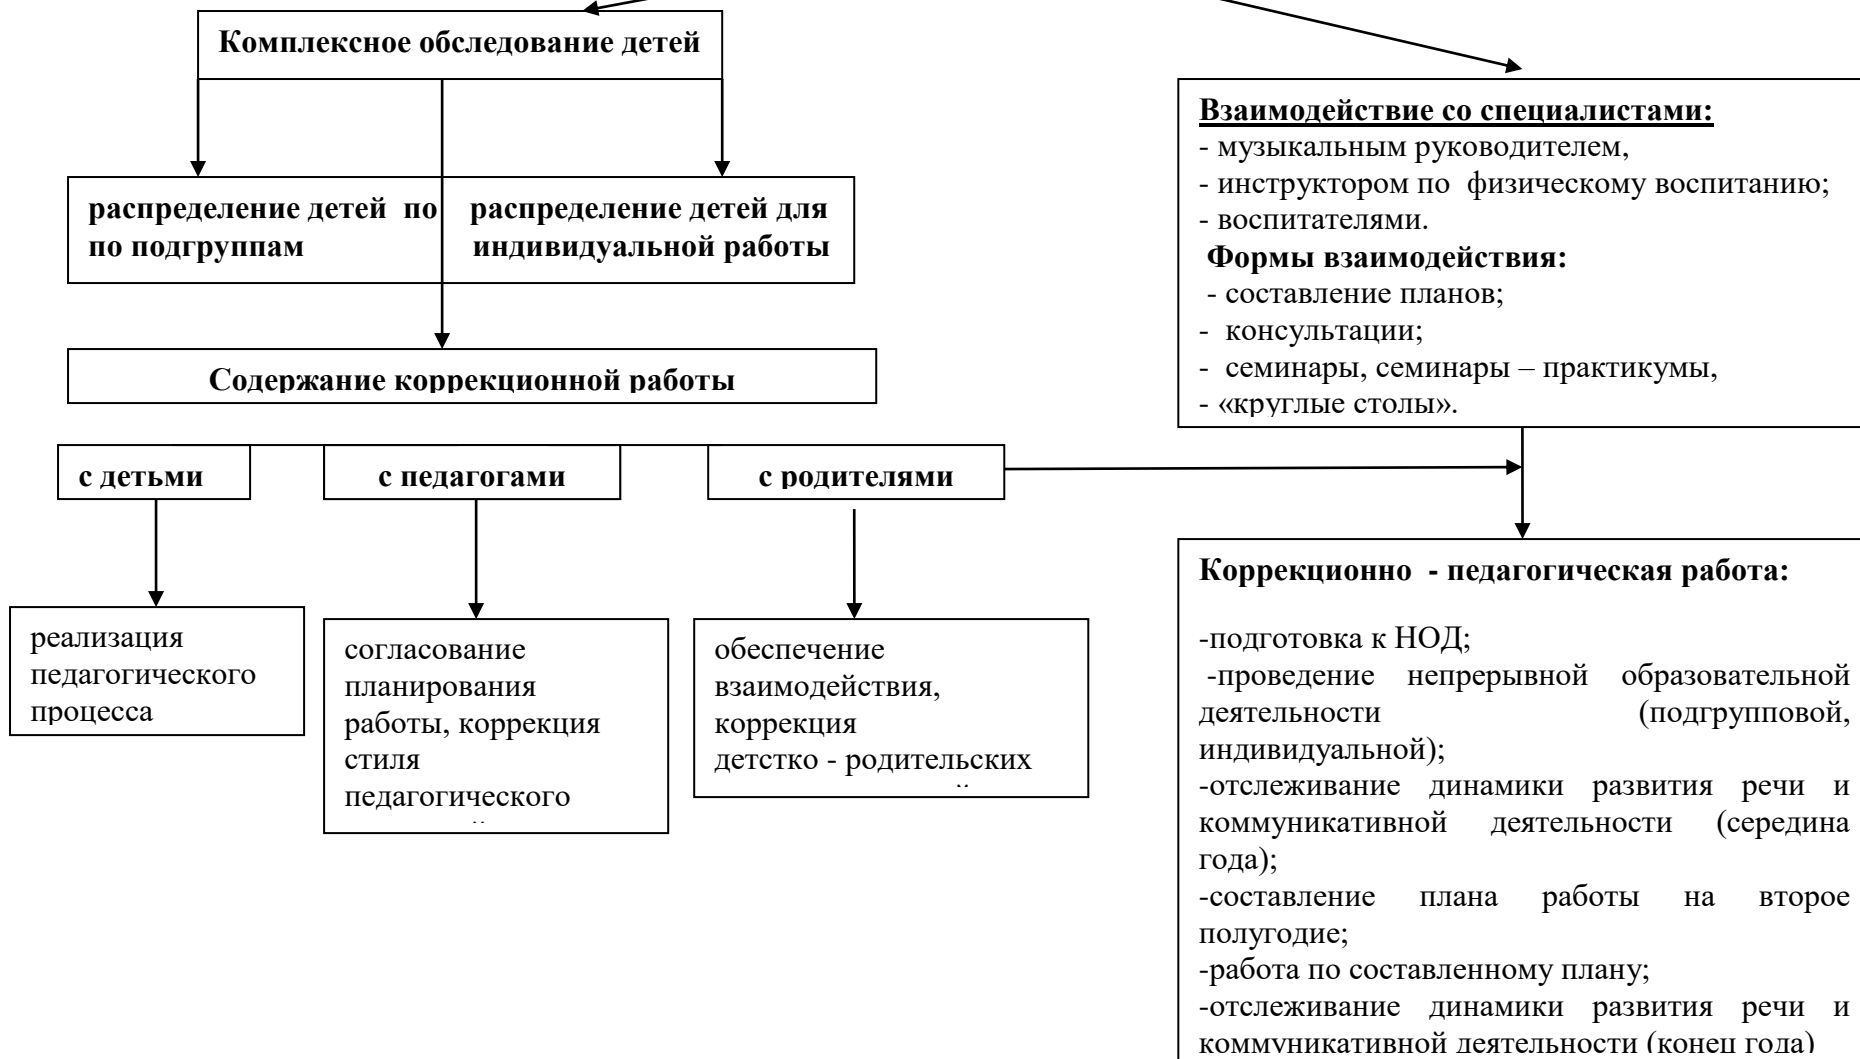 Комплексное обследование детей
распределение детей по
по подгруппам
распределение детей для
индивидуальной работы
Содержание коррекционной работы
с детьми
с педагогами
с родителями
реализация
педагогического
процесса
согласование
планирования
работы, коррекция
стиля
педагогического
обеспечение
взаимодействия,
коррекция
детстко - родительских
Взаимодействие со специалистами:
- музыкальным руководителем,
- инструктором по физическому воспитанию;
- воспитателями.
Формы взаимодействия:
- составление планов;
- консультации;
- семинары, семинары – практикумы,
- «круглые столы».
Коррекционно - педагогическая работа:
-подготовка к НОД;
-проведение непрерывной образовательной
деятельности (подгрупповой,
индивидуальной);
-отслеживание динамики развития речи и
коммуникативной деятельности (середина
года);
-составление плана работы на второе
полугодие;
-работа по составленному плану;
-отслеживание динамики развития речи и
коммуникативной деятельности (конец года)